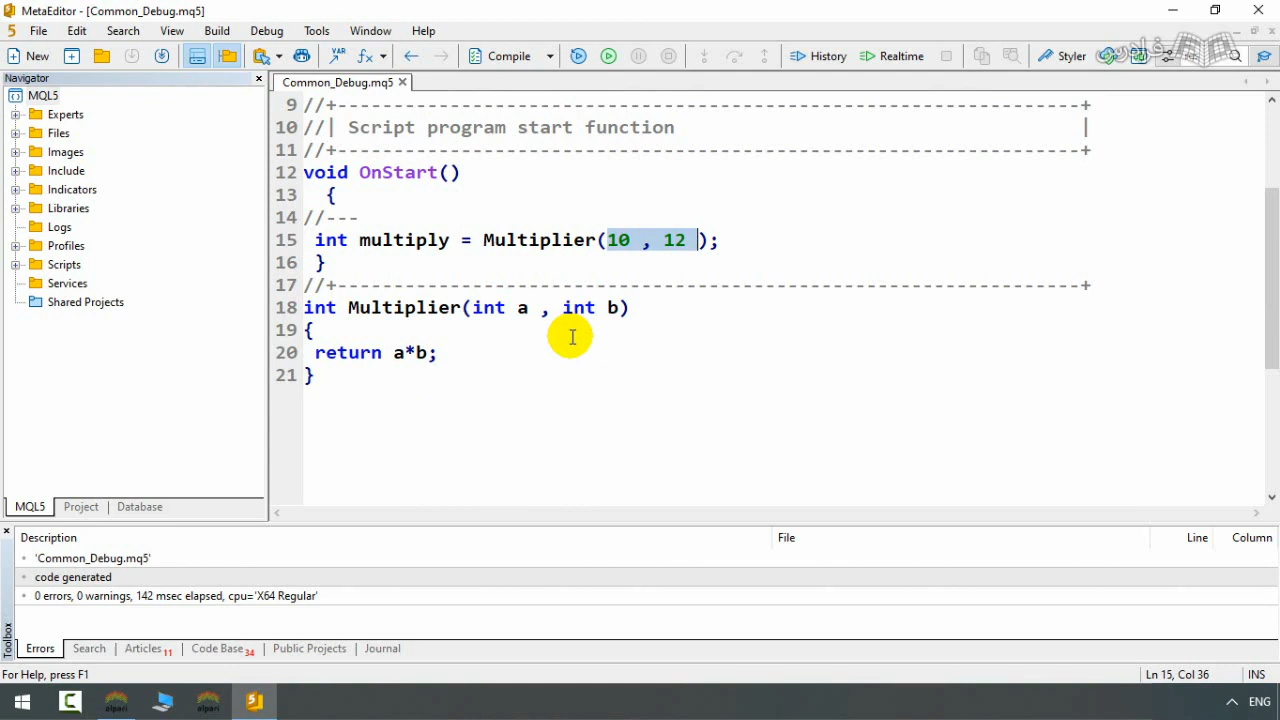 MetaEditor - [Common_Debug.mq5]
5 File Edit Search View Build Debug Tools Window Help
New Compile History Realtime Styler
Navigator
Common_Debug.mq5
MQL5
Experts
Files
Images
Include
Indicators
Libraries
Logs
Profiles
Scripts
Services
Shared Projects
MQL5 Project Database
9 //+------------------------------------------------------------------+
10 //| Script program start function |
11 //+------------------------------------------------------------------+
12 void OnStart()
13 {
14 //---
15 int multiply = Multiplier(10 , 12 );
16 }
17 //+------------------------------------------------------------------+
18 int Multiplier(int a , int b)
19 {
20 return a*b;
21 }
Description File Line Column
'Common_Debug.mq5'
code generated
0 errors, 0 warnings, 142 msec elapsed, cpu='X64 Regular'
Toolbox
Errors Search Articles 11 Code Base 34 Public Projects Journal
For Help, press F1 Ln 15, Col 36 INS
alpari alpari 5 ENG